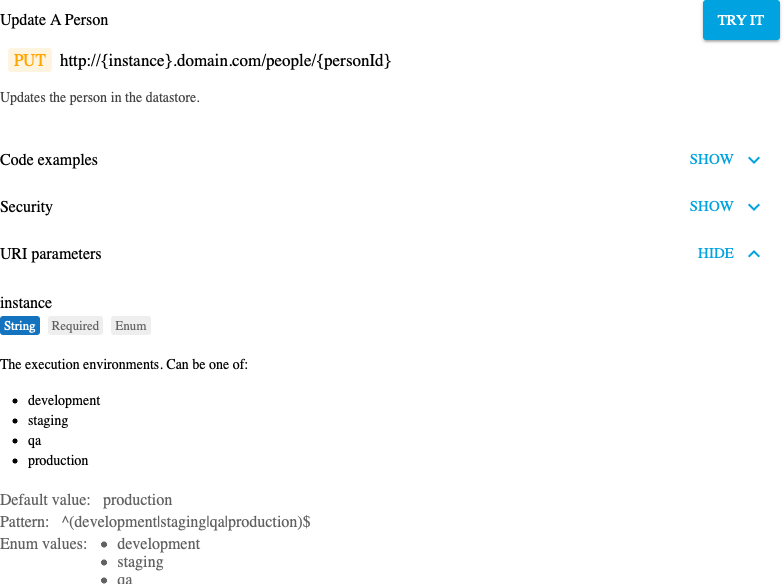 Update A Person
TRY IT
PUT http://{instance}.domain.com/people/{personId}
Updates the person in the datastore.
Code examples SHOW
Security SHOW
URI parameters HIDE
instance
String Required Enum
The execution environments. Can be one of:
• development
• staging
• qa
• production
Default value: production
Pattern: ^(development|staging|qa|production)$
Enum values: • development
• staging
• qa